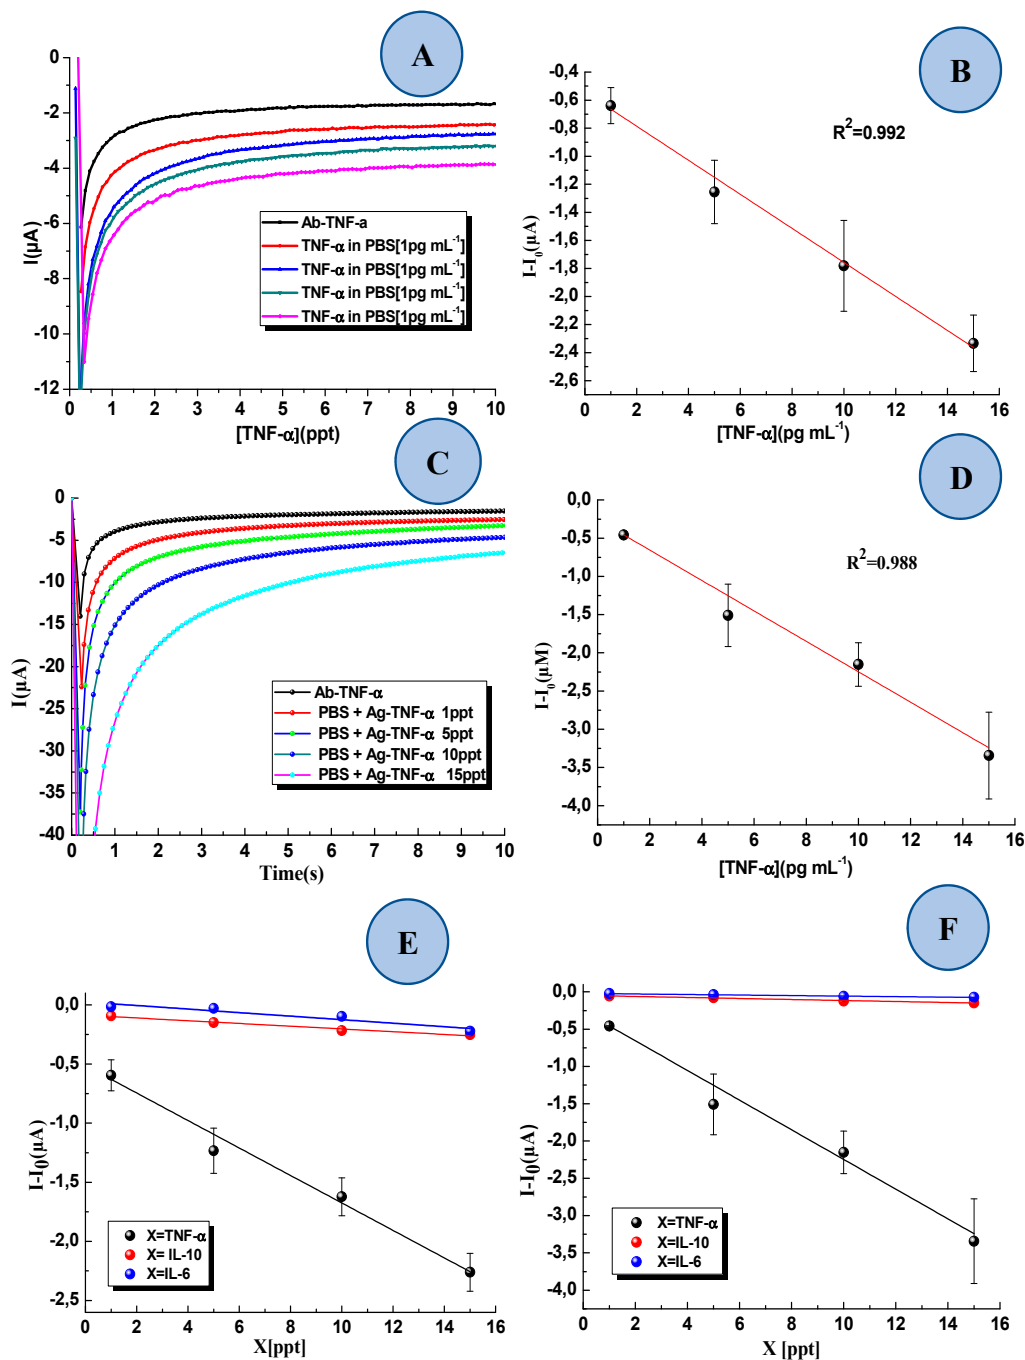 A
0
-2
-4
-6
-8
-10
-12
I(µA)
Ab-TNF-a
TNF-α in PBS[1pg mL⁻¹]
TNF-α in PBS[1pg mL⁻¹]
TNF-α in PBS[1pg mL⁻¹]
TNF-α in PBS[1pg mL⁻¹]
0 1 2 3 4 5 6 7 8 9 10
[TNF-α](ppt)
B
-0,4
-0,6
-0,8
-1,0
-1,2
-1,4
-1,6
-1,8
-2,0
-2,2
-2,4
-2,6
I-I₀(µA)
R²=0.992
0 2 4 6 8 10 12 14 16
[TNF-α](pg mL⁻¹)
C
0
-5
-10
-15
-20
-25
-30
-35
-40
I(µA)
Ab-TNF-α
PBS + Ag-TNF-α 1ppt
PBS + Ag-TNF-α 5ppt
PBS + Ag-TNF-α 10ppt
PBS + Ag-TNF-α 15ppt
0 1 2 3 4 5 6 7 8 9 10
Time(s)
D
0,0
-0,5
-1,0
-1,5
-2,0
-2,5
-3,0
-3,5
-4,0
I-I₀(µM)
R²=0.988
0 2 4 6 8 10 12 14 16
[TNF-α](pg mL⁻¹)
E
0,0
-0,5
-1,0
-1,5
-2,0
-2,5
I-I0(µA)
X=TNF-α
X= IL-10
X=IL-6
0 2 4 6 8 10 12 14 16
X[ppt]
F
0,0
-0,5
-1,0
-1,5
-2,0
-2,5
-3,0
-3,5
-4,0
I-I0(µA)
X=TNF-α
X=IL-10
X=IL-6
0 2 4 6 8 10 12 14 16
X [ppt]